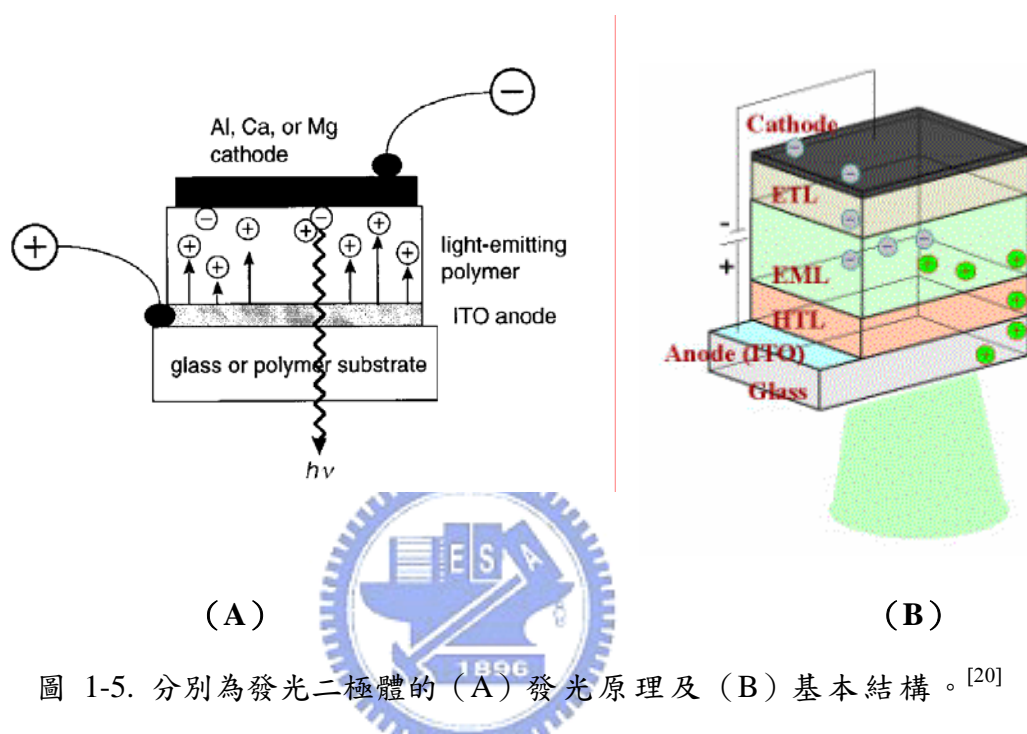 Al, Ca, or Mg
cathode
−
+
−
−
+
+
+
+
+
+
+
light-emitting
polymer
ITO anode
glass or polymer substrate
hν
Cathode
ETL
EML
HTL
Anode (ITO)
Glass
-
+
E S A
1896
（A）
（B）
圖 1-5. 分別為發光二極體的（A）發光原理及（B）基本結構。[20]